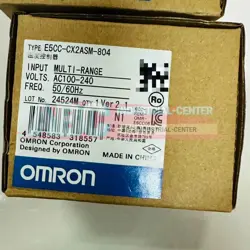 TYPE E5CC-CX2ASM-804
INPUT MULTI-RANGE
VOLTS. AC100-240
FREQ. 50/60Hz
LOT No 24524M QTY 1 Ver 2.1
4 548583 318557
N1
OMRON Corporation
Designed by OMRON
MADE IN CHINA
OMRON